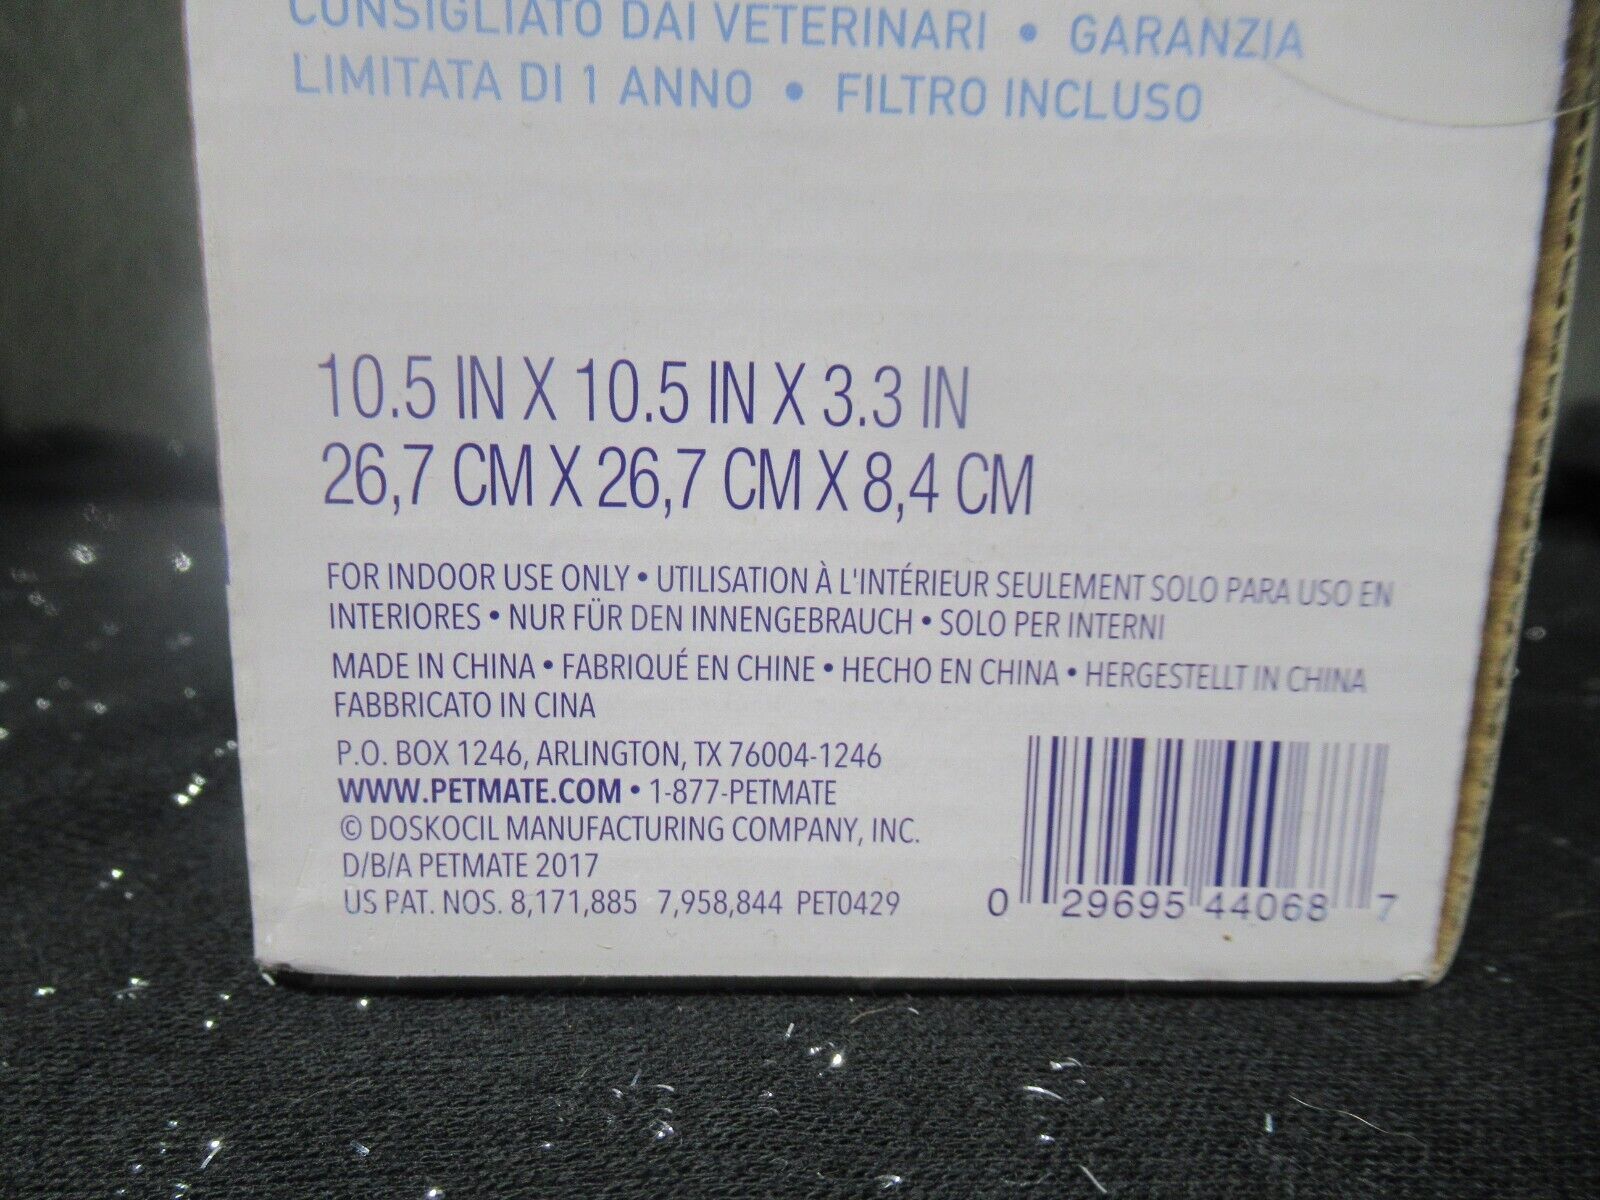 CONSIGLIATO DAI VETERINARI • GARANZIA
LIMITATA DI 1 ANNO • FILTRO INCLUSO
10.5 IN X 10.5 IN X 3.3 IN
26,7 CM X 26,7 CM X 8,4 CM
FOR INDOOR USE ONLY • UTILISATION À L'INTÉRIEUR SEULEMENT SOLO PARA USO EN
INTERIORES • NUR FÜR DEN INNENGEBRAUCH • SOLO PER INTERNI
MADE IN CHINA • FABRIQUÉ EN CHINE • HECHO EN CHINA • HERGESTELLT IN CHINA
FABBRICATO IN CINA
P.O. BOX 1246, ARLINGTON, TX 76004-1246
WWW.PETMATE.COM • 1-877-PETMATE
© DOSKOCIL MANUFACTURING COMPANY, INC.
D/B/A PETMATE 2017
US PAT. NOS. 8,171,885 7,958,844 PET0429
0 29695 44068 7